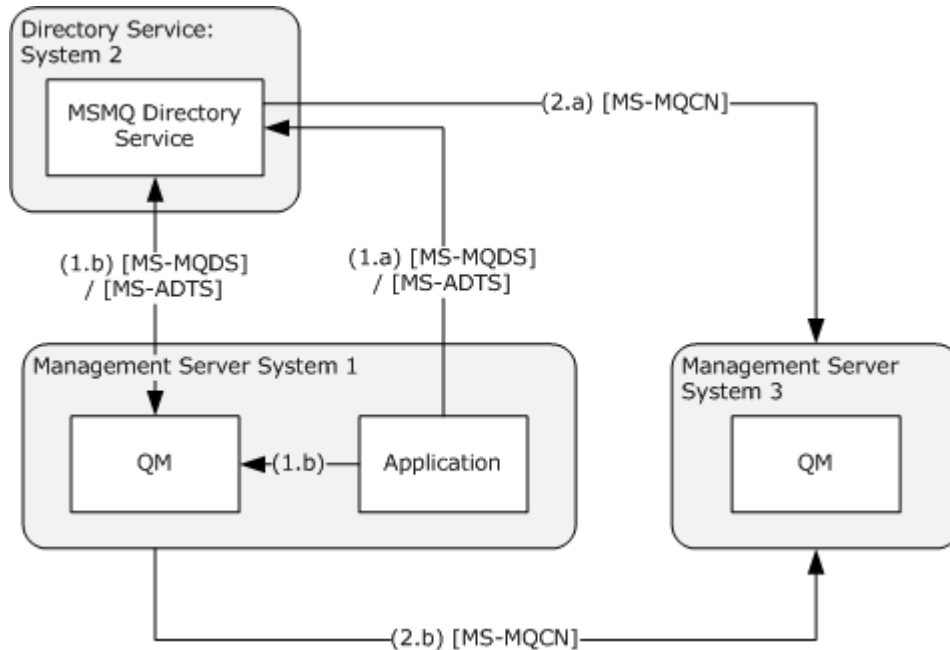 Directory Service:
System 2
MSMQ Directory
Service
(2.a) [MS-MQCN]
(1.b) [MS-MQDS]
/ [MS-ADTS]
(1.a) [MS-MQDS]
/ [MS-ADTS]
Management Server System 1
QM
(1.b)
Application
Management Server
System 3
QM
(2.b) [MS-MQCN]